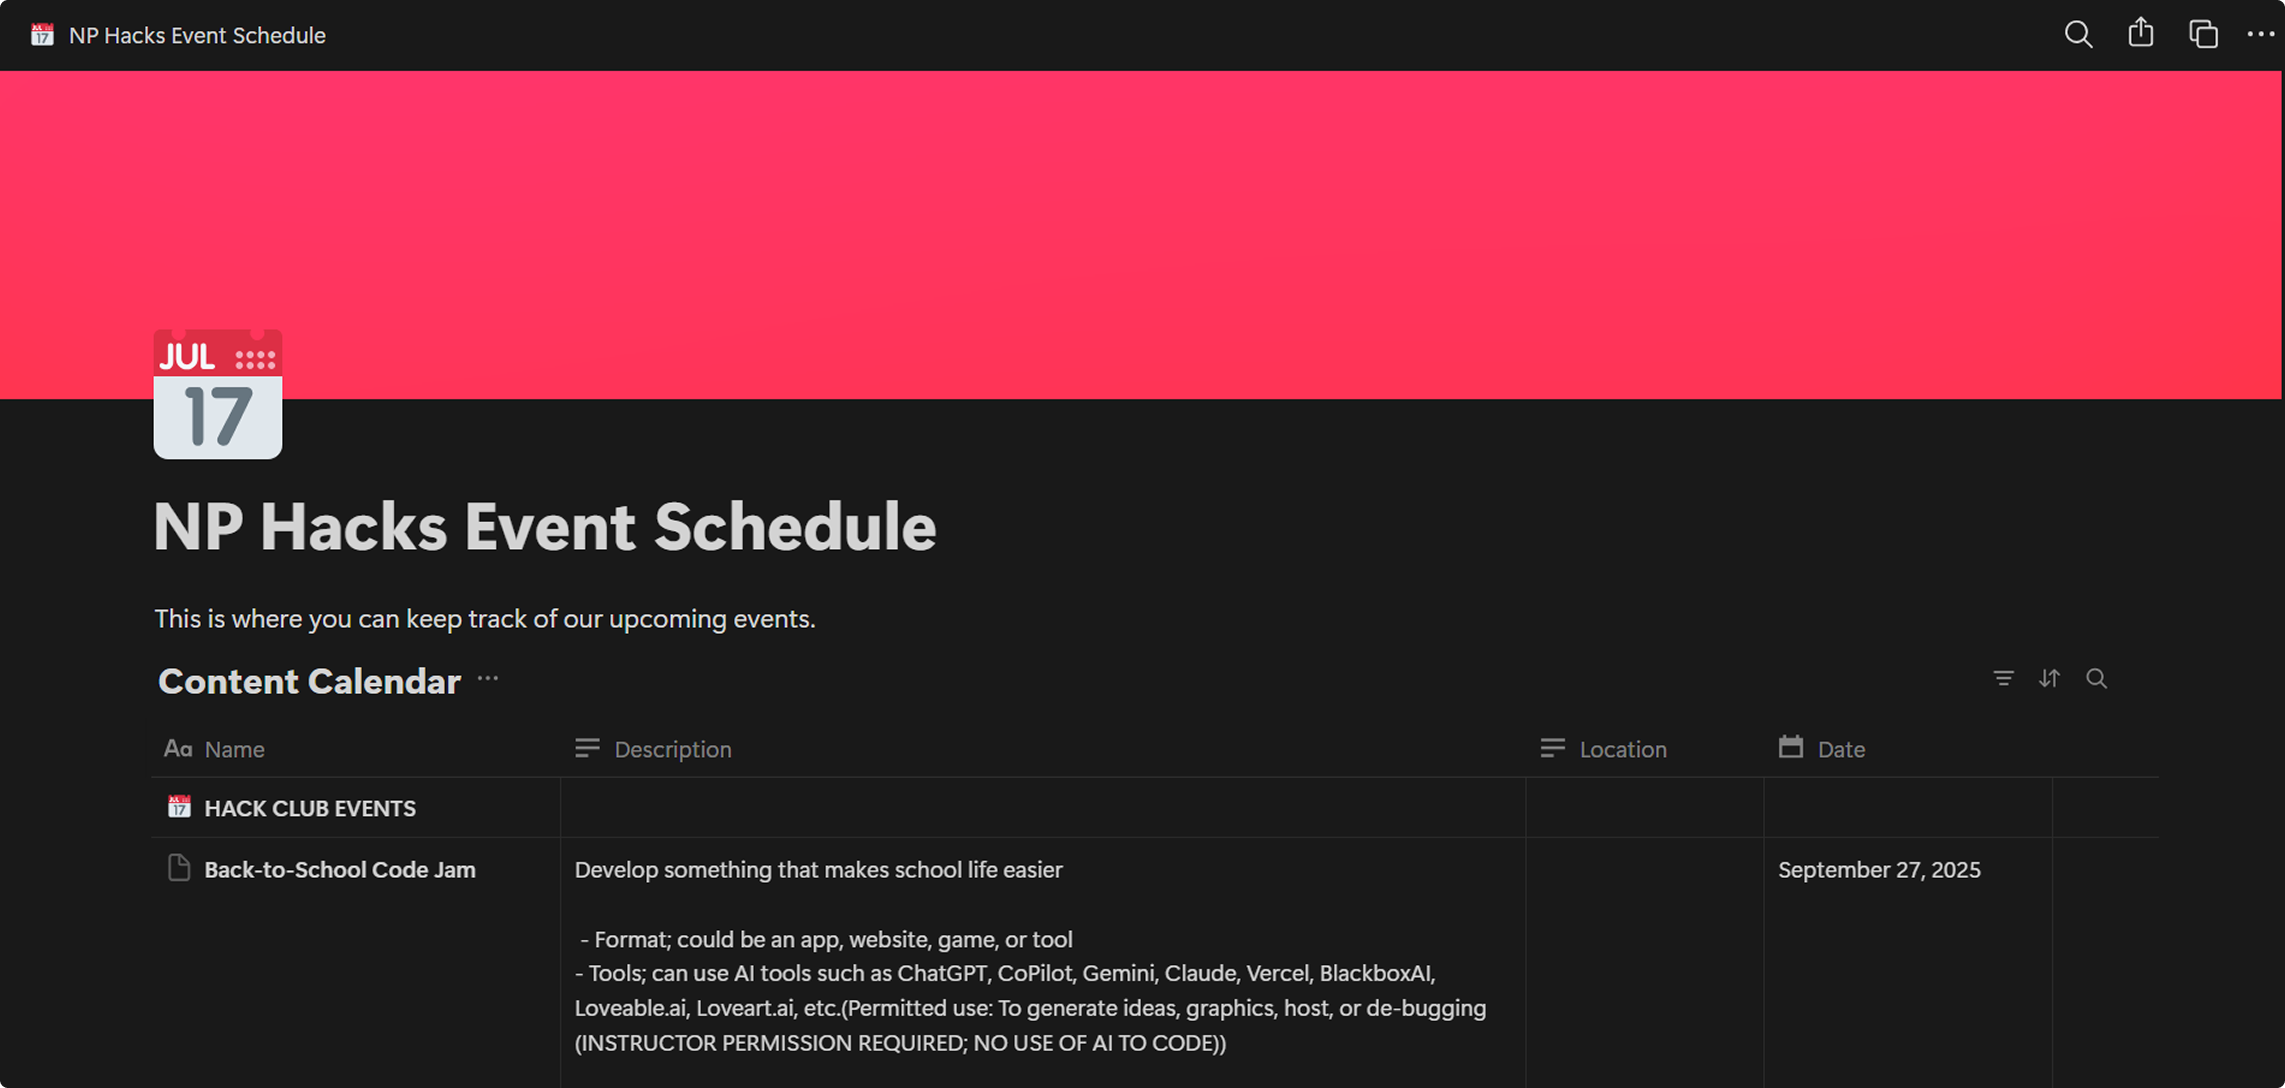 NP Hacks Event Schedule
JUL
17
NP Hacks Event Schedule
This is where you can keep track of our upcoming events.
Content Calendar
Aa Name
Description
Location
Date
HACK CLUB EVENTS
Back-to-School Code Jam
Develop something that makes school life easier
September 27, 2025
- Format; could be an app, website, game, or tool
- Tools; can use AI tools such as ChatGPT, CoPilot, Gemini, Claude, Vercel, BlackboxAI,
Loveable.ai, Loveart.ai, etc.(Permitted use: To generate ideas, graphics, host, or de-bugging
(INSTRUCTOR PERMISSION REQUIRED; NO USE OF AI TO CODE))